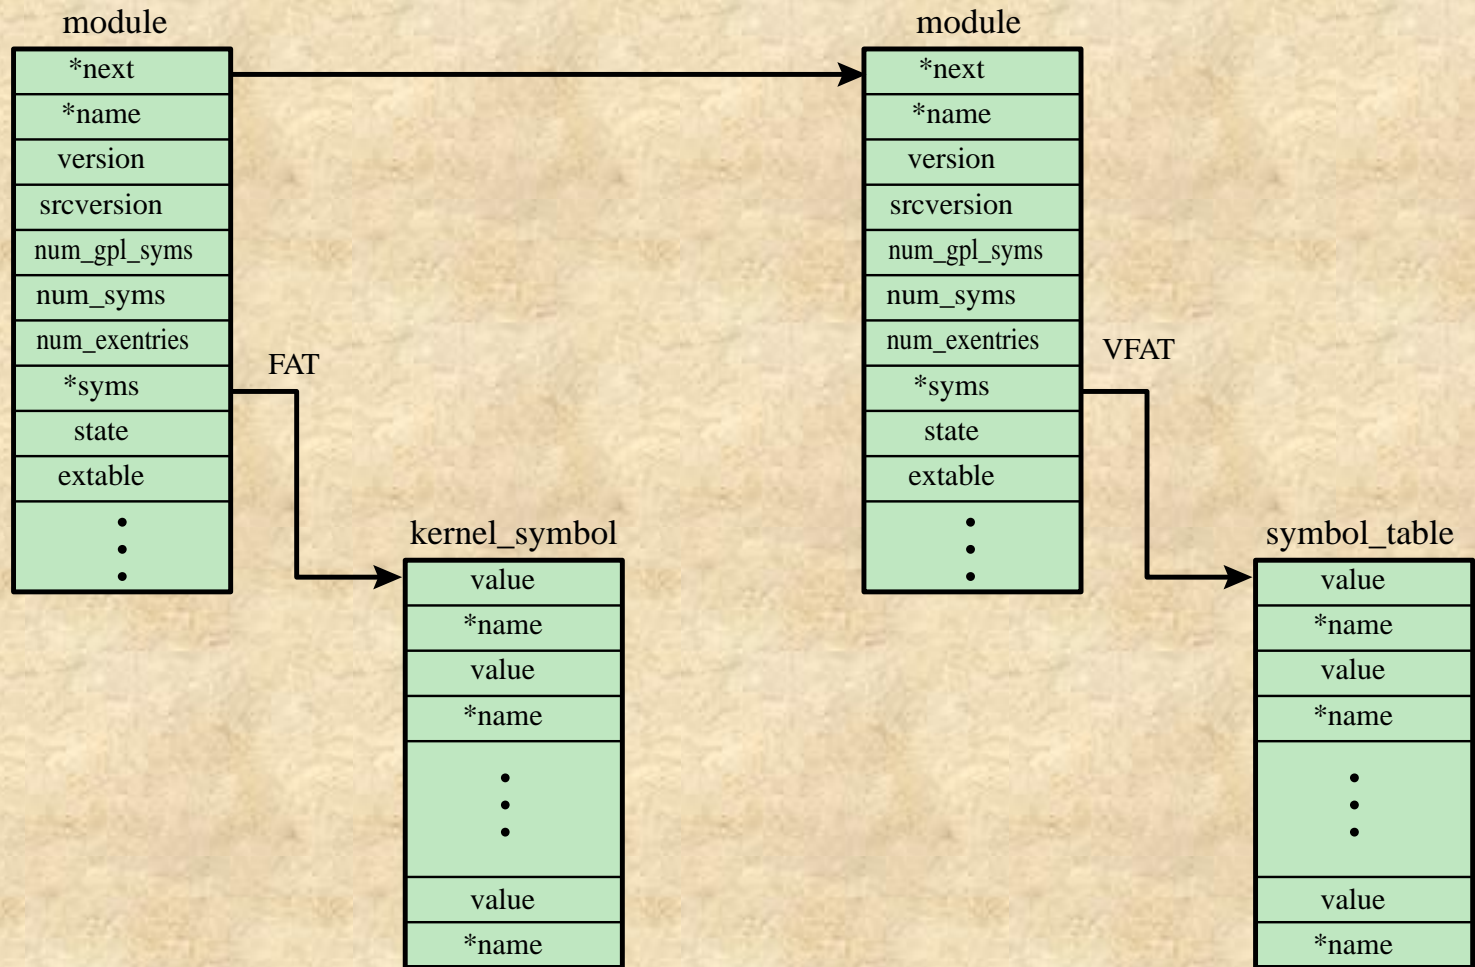 module
*next
*name
version
srcversion
num_gpl_syms
num_syms
num_exentries
*syms
state
extable
FAT
kernel_symbol
value
*name
value
*name
value
*name
module
*next
*name
version
srcversion
num_gpl_syms
num_syms
num_exentries
*syms
state
extable
VFAT
symbol_table
value
*name
value
*name
value
*name